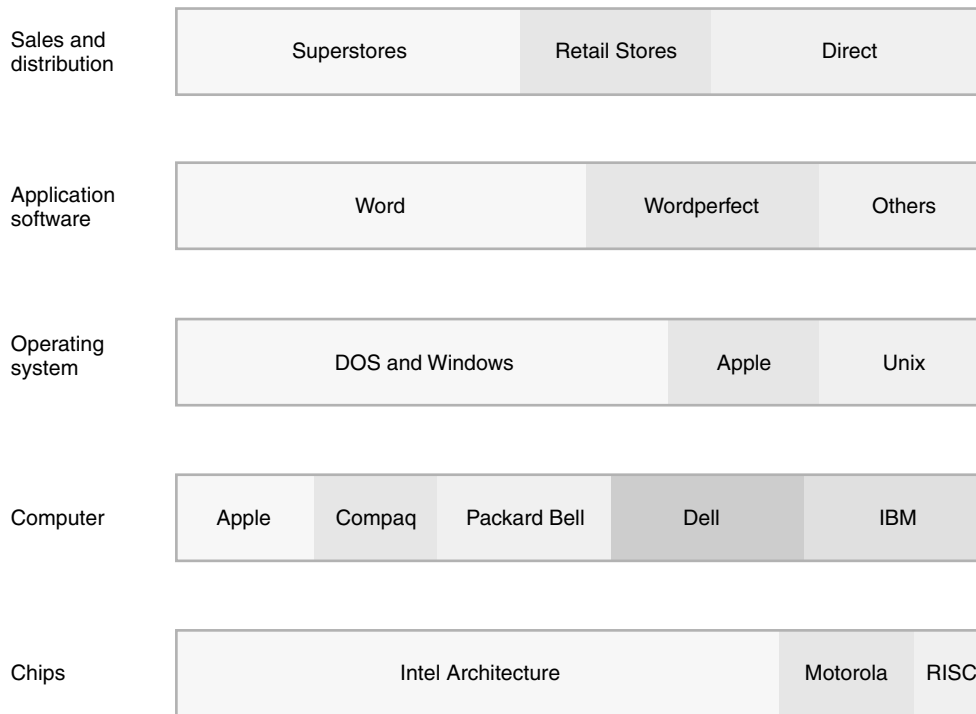 Sales and
distribution
Superstores
Retail Stores
Direct
Application
software
Word
Wordperfect
Others
Operating
system
DOS and Windows
Apple
Unix
Computer
Apple
Compaq
Packard Bell
Dell
IBM
Chips
Intel Architecture
Motorola
RISC